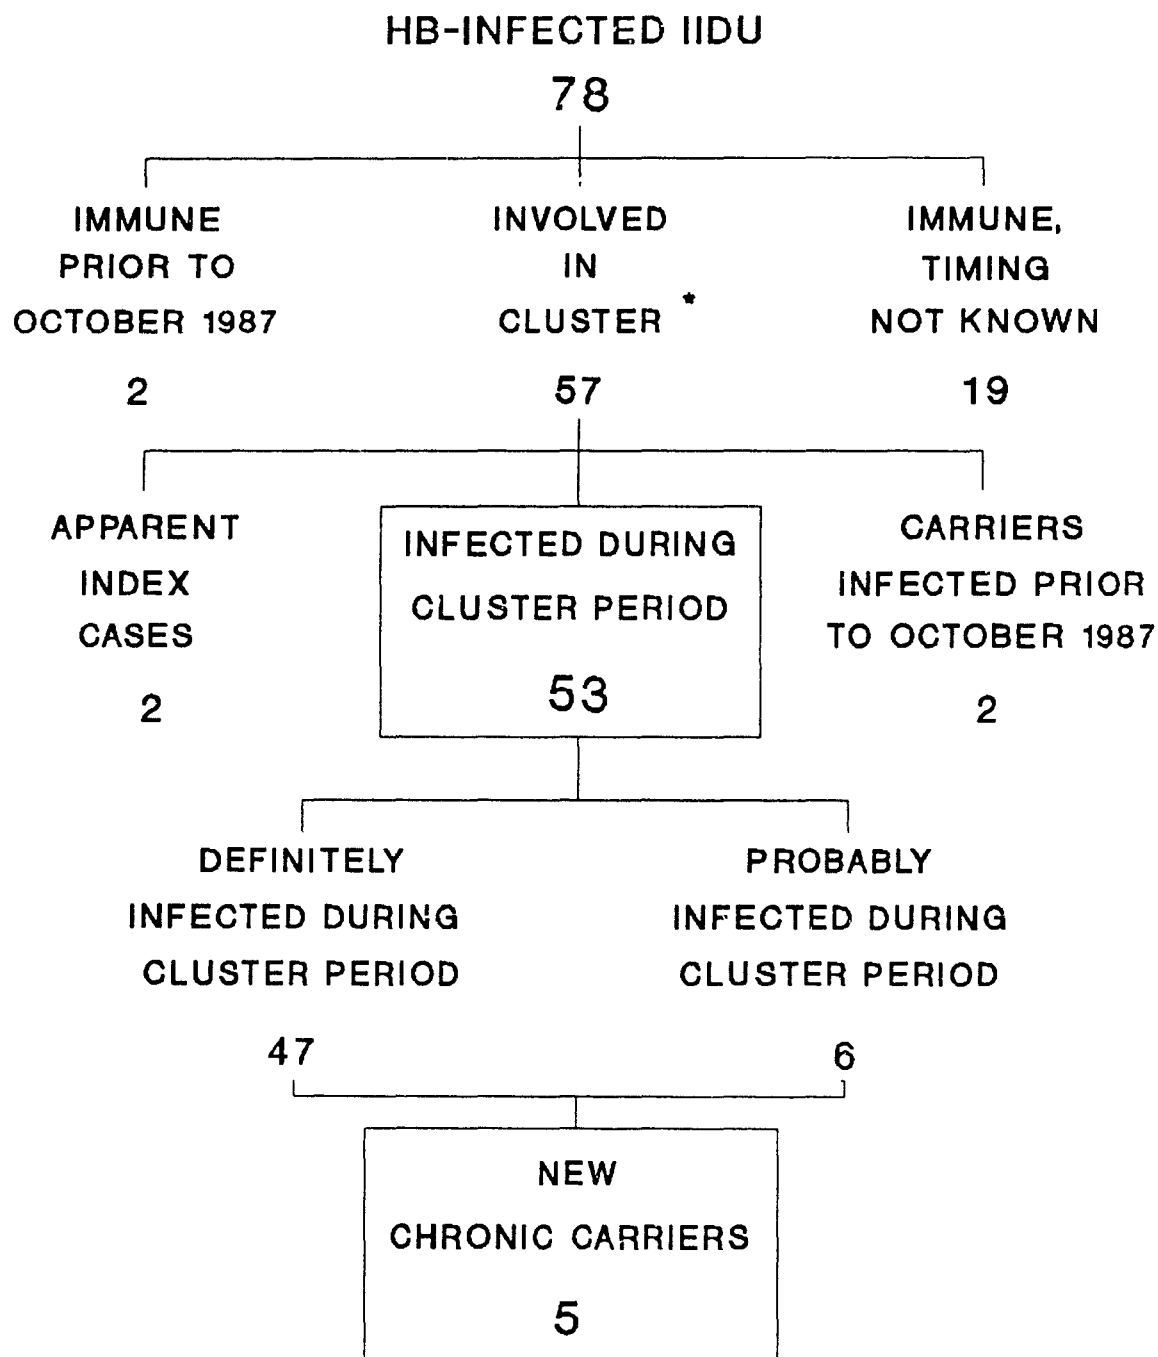 HB-INFECTED IIDU
78
IMMUNE
PRIOR TO
OCTOBER 1987
2
INVOLVED
IN
CLUSTER *
57
IMMUNE,
TIMING
NOT KNOWN
19
APPARENT
INDEX
CASES
2
INFECTED DURING
CLUSTER PERIOD
53
CARRIERS
INFECTED PRIOR
TO OCTOBER 1987
2
DEFINITELY
INFECTED DURING
CLUSTER PERIOD
47
PROBABLY
INFECTED DURING
CLUSTER PERIOD
6
NEW
CHRONIC CARRIERS
5